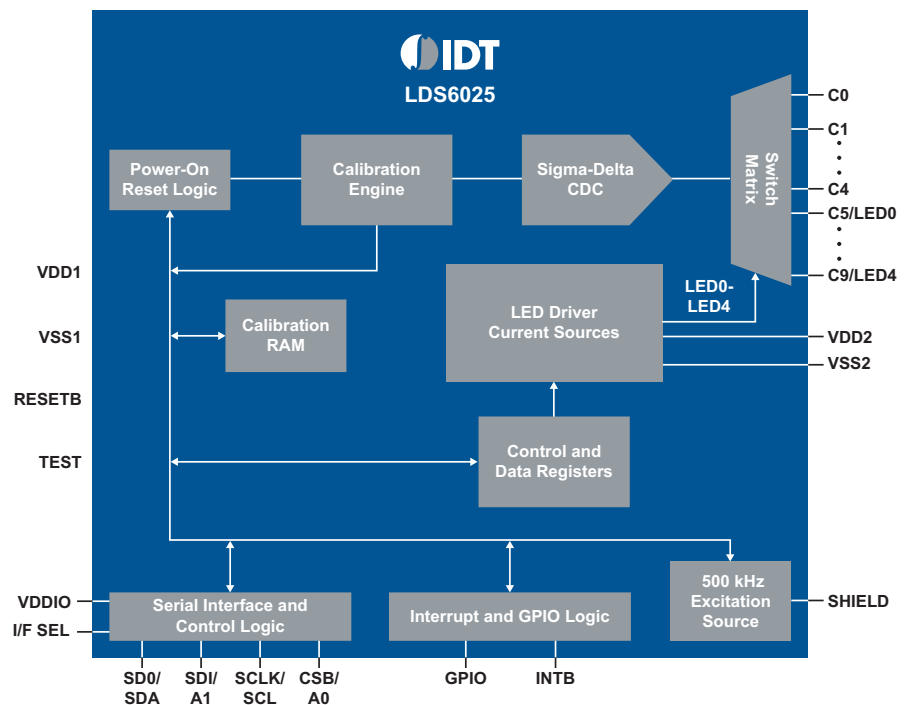 IDT
LDS6025
Power-On
Reset Logic
Calibration
Engine
Sigma-Delta
CDC
Switch
Matrix
C0
C1
C4
C5/LED0
C9/LED4
VDD1
VSS1
RESETB
TEST
Calibration
RAM
LED Driver
Current Sources
LED0-
LED4
VDD2
VSS2
Control and
Data Registers
VDDIO
I/F SEL
Serial Interface and
Control Logic
Interrupt and GPIO Logic
500 kHz
Excitation
Source
SHIELD
SD0/
SDA
SDI/
A1
SCLK/
SCL
CSB/
A0
GPIO
INTB